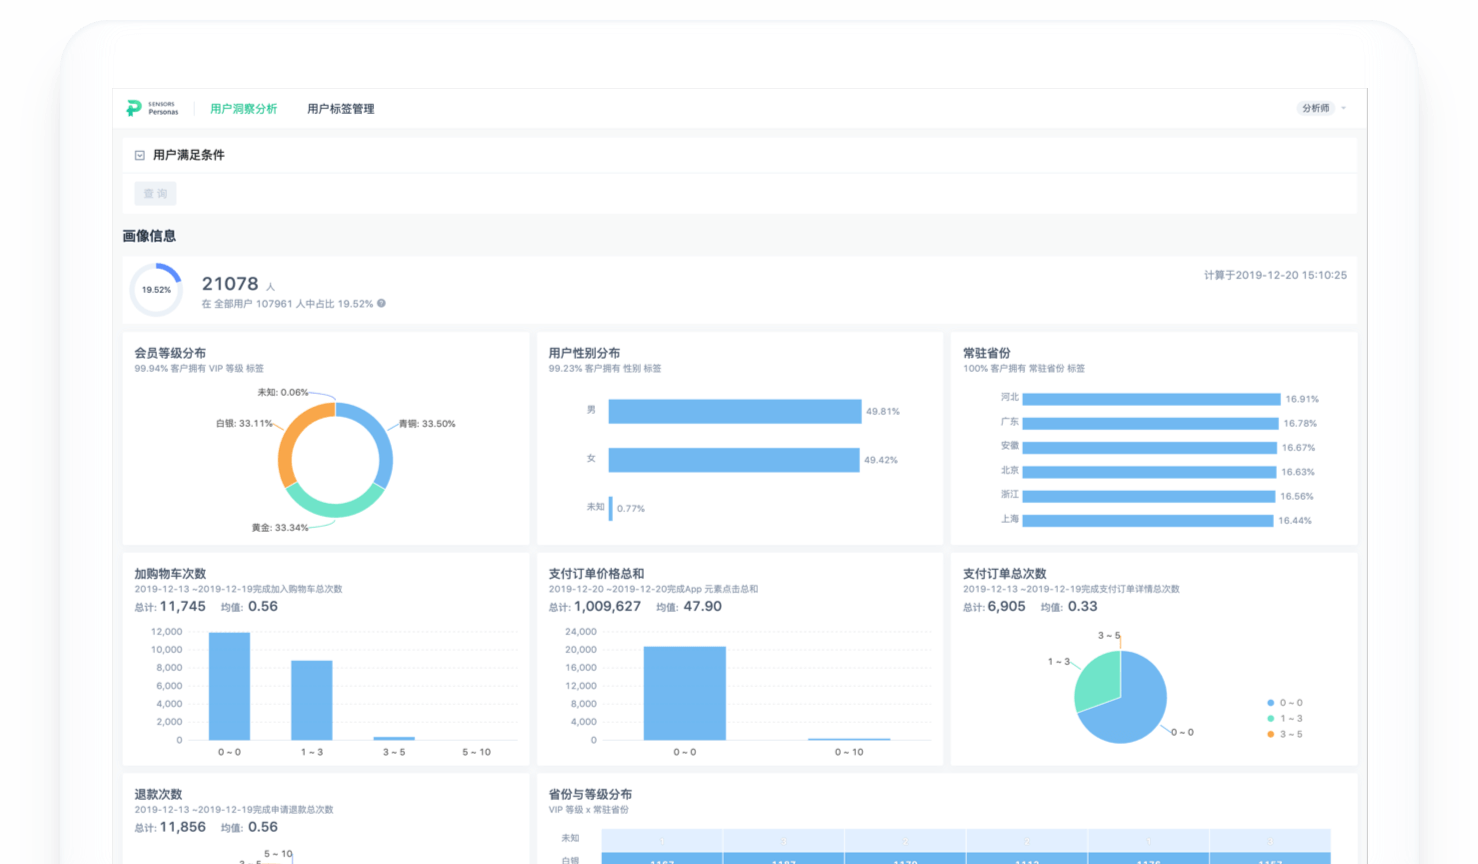 SENSORS
Personas
用户洞察分析
用户标签管理
分析师
用户满足条件
查 询
画像信息
19.52%
21078 人
在 全部用户 107961 人中占比 19.52%
计算于2019-12-20 15:10:25
会员等级分布
99.94% 客户拥有 VIP 等级 标签
未知: 0.06%
白银: 33.11%
青铜: 33.50%
黄金: 33.34%
用户性别分布
99.23% 客户拥有 性别 标签
男 49.81%
女 49.42%
未知 0.77%
常驻省份
100% 客户拥有 常驻省份 标签
河北 16.91%
广东 16.78%
安徽 16.67%
北京 16.63%
浙江 16.56%
上海 16.44%
加购物车次数
2019-12-13 ~2019-12-19完成加入购物车总次数
总计: 11,745 均值: 0.56
12,000
10,000
8,000
6,000
4,000
2,000
0
0 ~ 0 1 ~ 3 3 ~ 5 5 ~ 10
支付订单价格总和
2019-12-20 ~2019-12-20完成App 元素点击总和
总计: 1,009,627 均值: 47.90
24,000
20,000
16,000
12,000
8,000
4,000
0
0 ~ 0 0 ~ 10
支付订单总次数
2019-12-13 ~2019-12-19完成支付订单详情总次数
总计: 6,905 均值: 0.33
3 ~ 5
1 ~ 3
0 ~ 0
0 ~ 0
1 ~ 3
3 ~ 5
退款次数
2019-12-13 ~2019-12-19完成申请退款总次数
总计: 11,856 均值: 0.56
5 ~ 10
3 ~ 5
省份与等级分布
VIP 等级 x 常驻省份
未知
白银